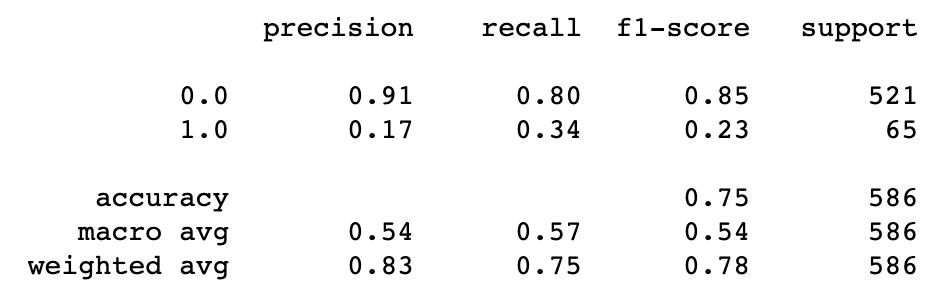 precision recall f1-score support
0.0 0.91 0.80 0.85 521
1.0 0.17 0.34 0.23 65
accuracy 0.75 586
macro avg 0.54 0.57 0.54 586
weighted avg 0.83 0.75 0.78 586